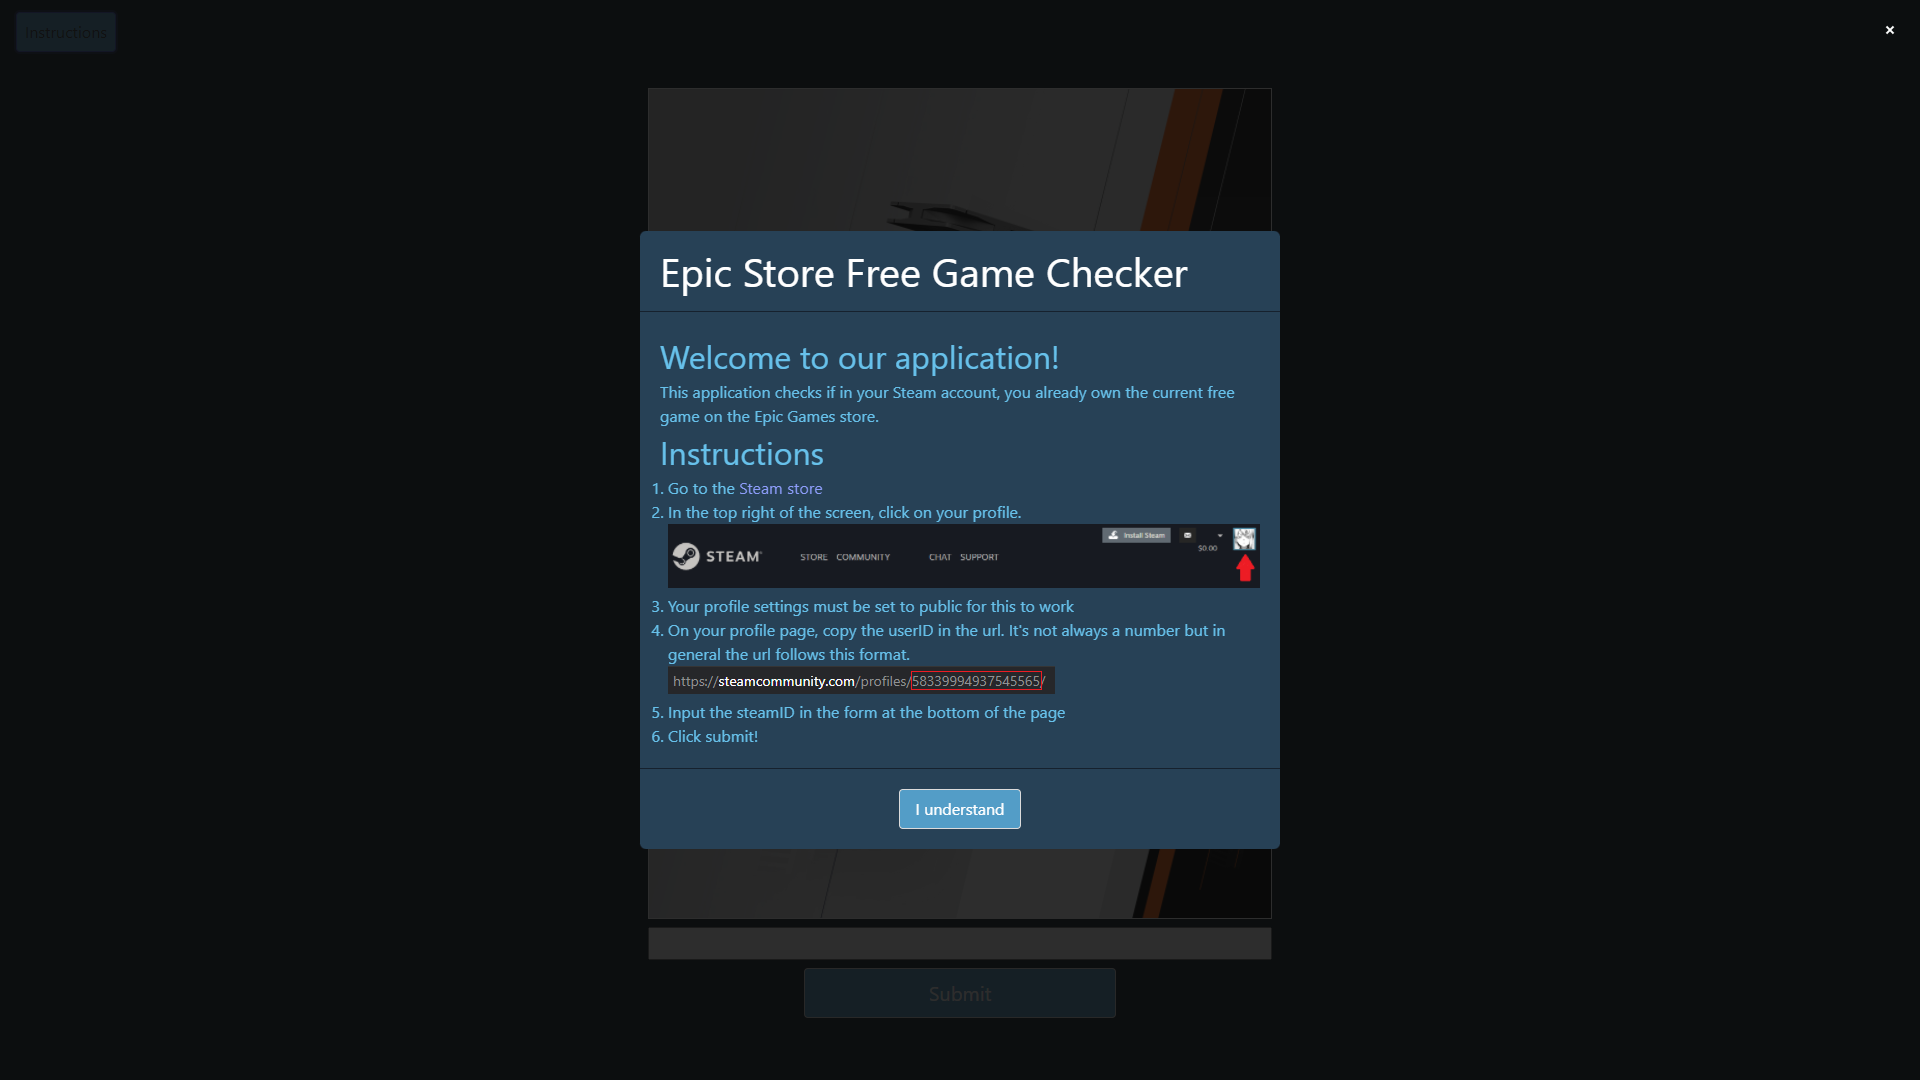 Instructions
×
Epic Store Free Game Checker
Welcome to our application!
This application checks if in your Steam account, you already own the current free
game on the Epic Games store.
Instructions
1. Go to the Steam store
2. In the top right of the screen, click on your profile.
Install Steam
STEAM®
STORE COMMUNITY CHAT SUPPORT
$0.00
3. Your profile settings must be set to public for this to work
4. On your profile page, copy the userID in the url. It's not always a number but in
general the url follows this format.
https://steamcommunity.com/profiles/58339994937545565/
5. Input the steamID in the form at the bottom of the page
6. Click submit!
I understand
Submit